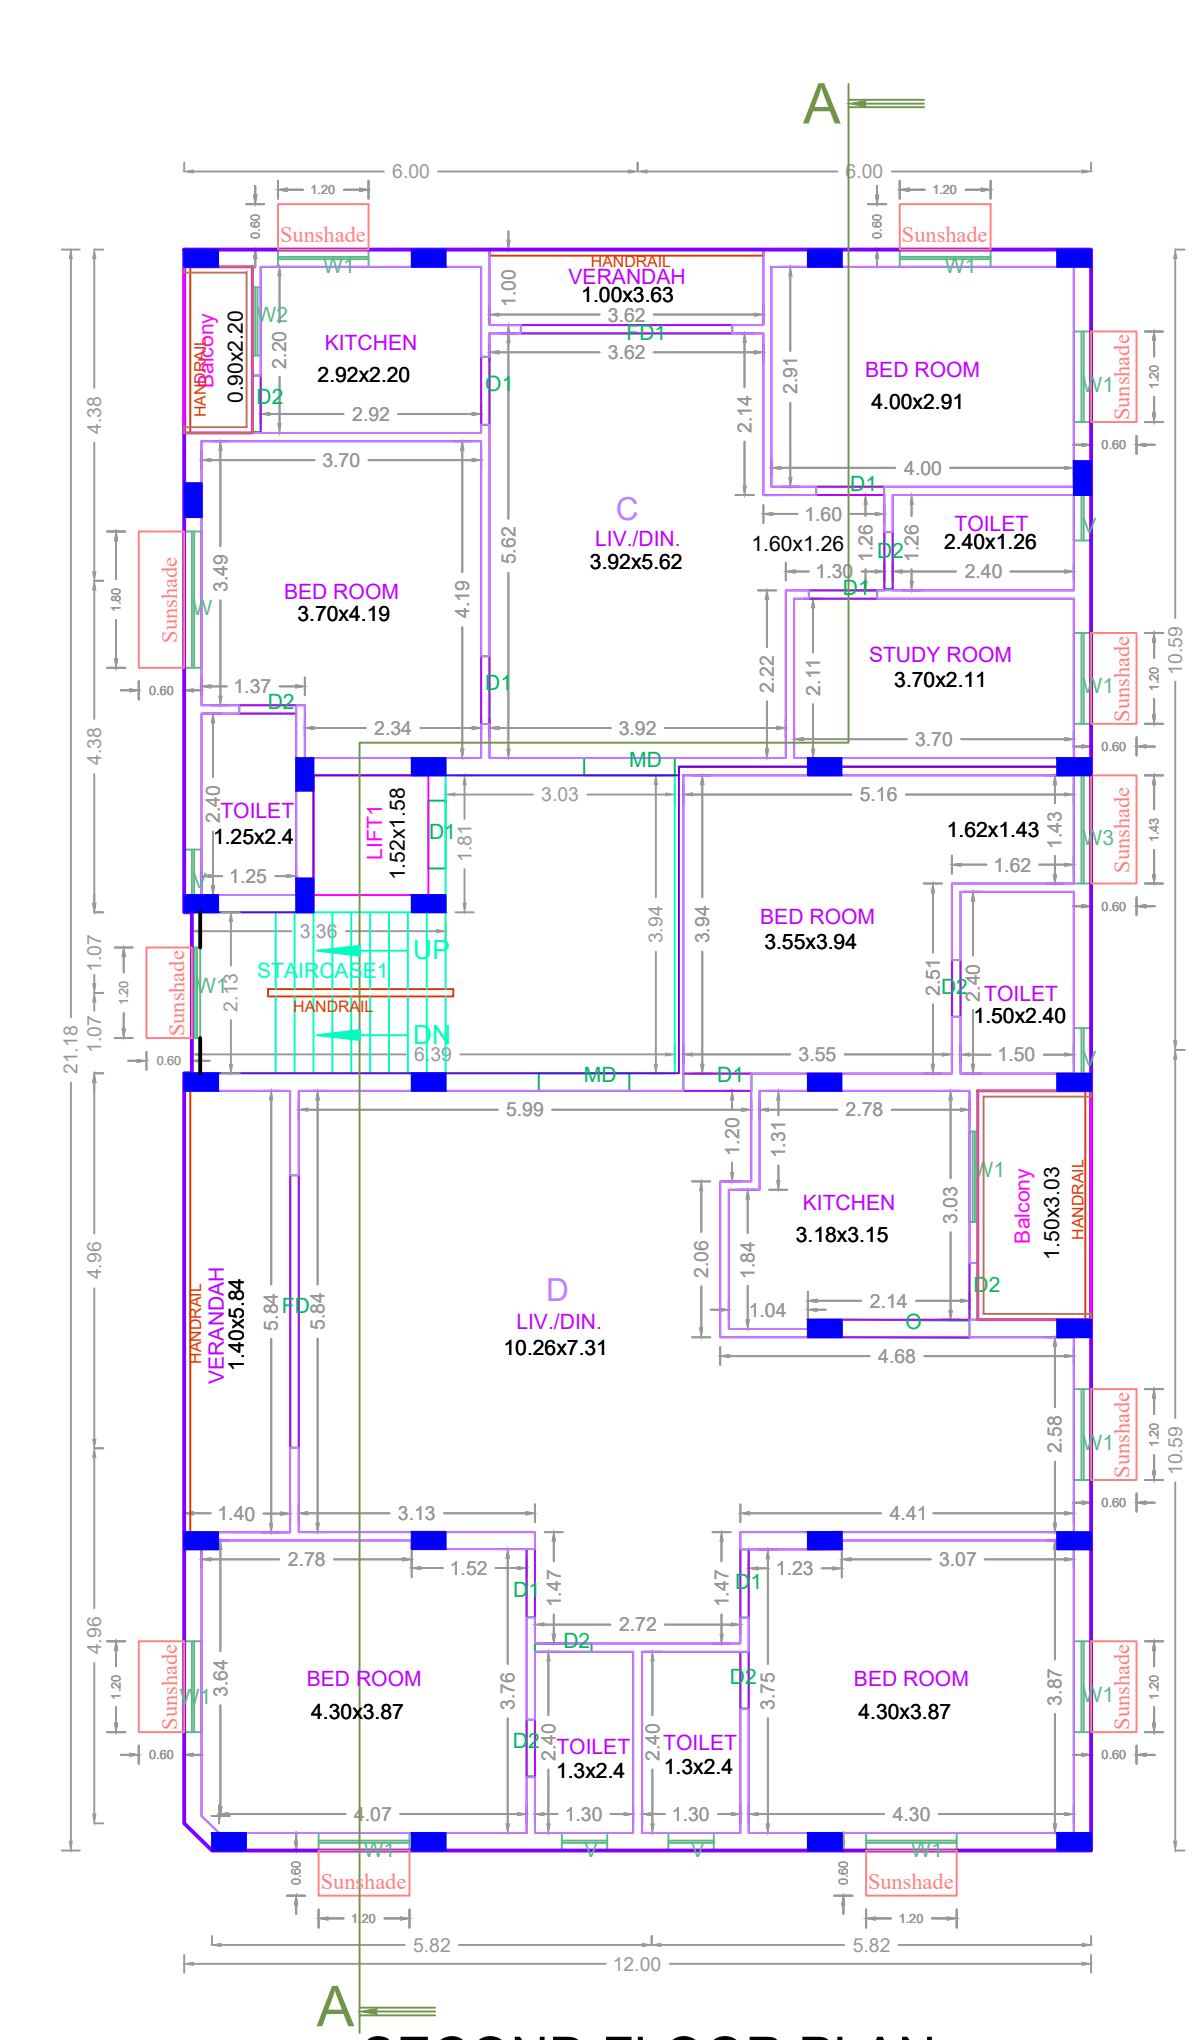 A
6.00
6.00
1.20
1.20
0.60
0.60
Sunshade
Sunshade
W1
W1
HANDRAIL
VERANDAH
1.00x3.63
1.00
3.62
FD1
3.62
HANDRAIL
Balcony
0.90x2.20
W2
2.20
D2
KITCHEN
2.92x2.20
2.92
O1
2.14
2.91
BED ROOM
4.00x2.91
4.00
W1
Sunshade
1.20
0.60
4.38
3.70
C
LIV./DIN.
3.92x5.62
5.62
D1
1.60
1.60x1.26
1.26
D2
1.26
TOILET
2.40x1.26
2.40
V
1.30
D1
1.80
Sunshade
W
0.60
3.49
BED ROOM
3.70x4.19
4.19
1.37
D2
2.34
D1
3.92
2.22
2.11
STUDY ROOM
3.70x2.11
3.70
W1
Sunshade
1.20
0.60
10.59
4.38
MD
3.03
5.16
2.40
TOILET
1.25x2.4
1.25
V
LIFT1
1.52x1.58
D1
1.81
1.62x1.43
1.43
1.62
W3
Sunshade
1.43
0.60
3.94
3.94
BED ROOM
3.55x3.94
2.51
D2
2.40
TOILET
1.50x2.40
3.55
1.50
V
1.07
1.07
1.20
Sunshade
W1
0.60
2.13
3.36
UP
STAIRCASE1
HANDRAIL
DN
6.39
21.18
MD
D1
5.99
1.20
1.31
2.78
KITCHEN
3.18x3.15
3.03
W1
Balcony
1.50x3.03
HANDRAIL
D2
2.06
1.84
1.04
2.14
O
4.68
4.96
HANDRAIL
VERANDAH
1.40x5.84
5.84
FD
5.84
D
LIV./DIN.
10.26x7.31
2.58
W1
Sunshade
1.20
0.60
10.59
1.40
3.13
4.41
2.78
1.52
D1
1.47
1.47
D1
1.23
3.07
2.72
D2
4.96
1.20
Sunshade
W1
0.60
3.64
BED ROOM
4.30x3.87
3.76
D2
2.40
TOILET
1.3x2.4
2.40
TOILET
1.3x2.4
D2
3.75
BED ROOM
4.30x3.87
3.87
W1
Sunshade
1.20
0.60
4.07
1.30
1.30
4.30
W1
V
V
W1
0.60
Sunshade
0.60
Sunshade
1.20
1.20
5.82
5.82
12.00
A
SECOND FLOOR PLAN